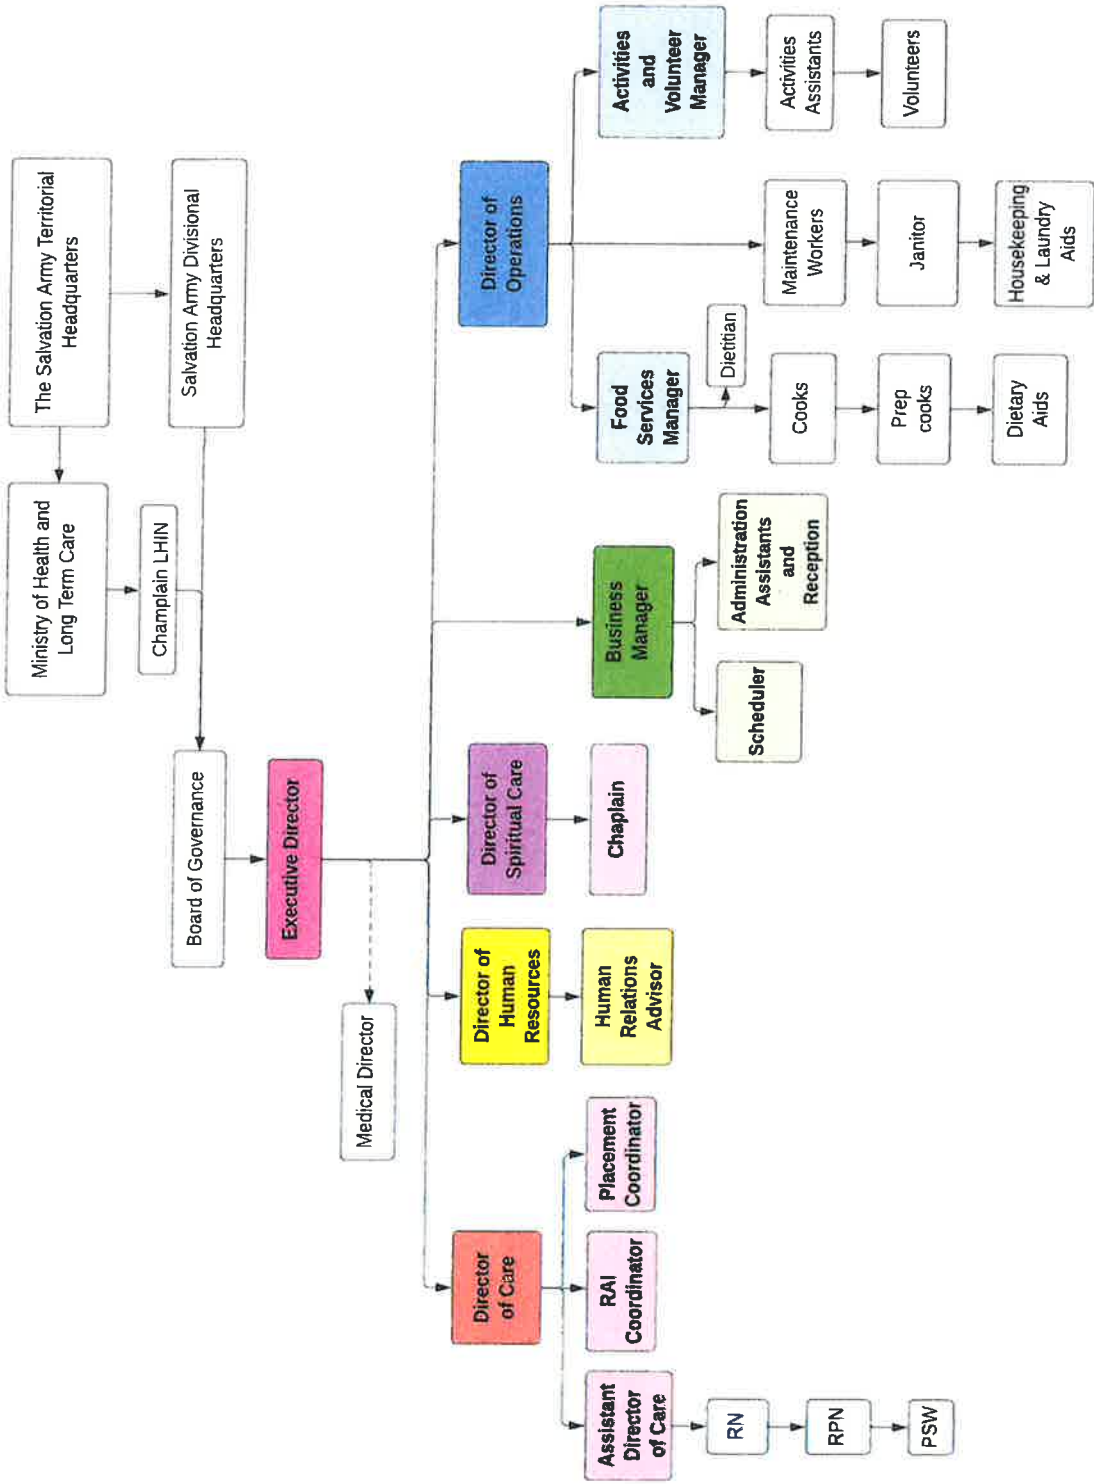 Ministry of Health and
Long Term Care
The Salvation Army Territorial
Headquarters
Champlain LHIN
Salvation Army Divisional
Headquarters
Board of Governance
Executive Director
Medical Director
Director
of Care
Director of
Human
Resources
Director of
Spiritual Care
Business
Manager
Director of
Operations
Assistant
Director
of Care
RAI
Coordinator
Placement
Coordinator
Human
Relations
Advisor
Chaplain
Scheduler
Administration
Assistants
and
Reception
Food
Services
Manager
Activities
and
Volunteer
Manager
RN
RPN
PSW
Dietitian
Cooks
Prep
cooks
Dietary
Aids
Maintenance
Workers
Janitor
Housekeeping
& Laundry
Aids
Activities
Assistants
Volunteers